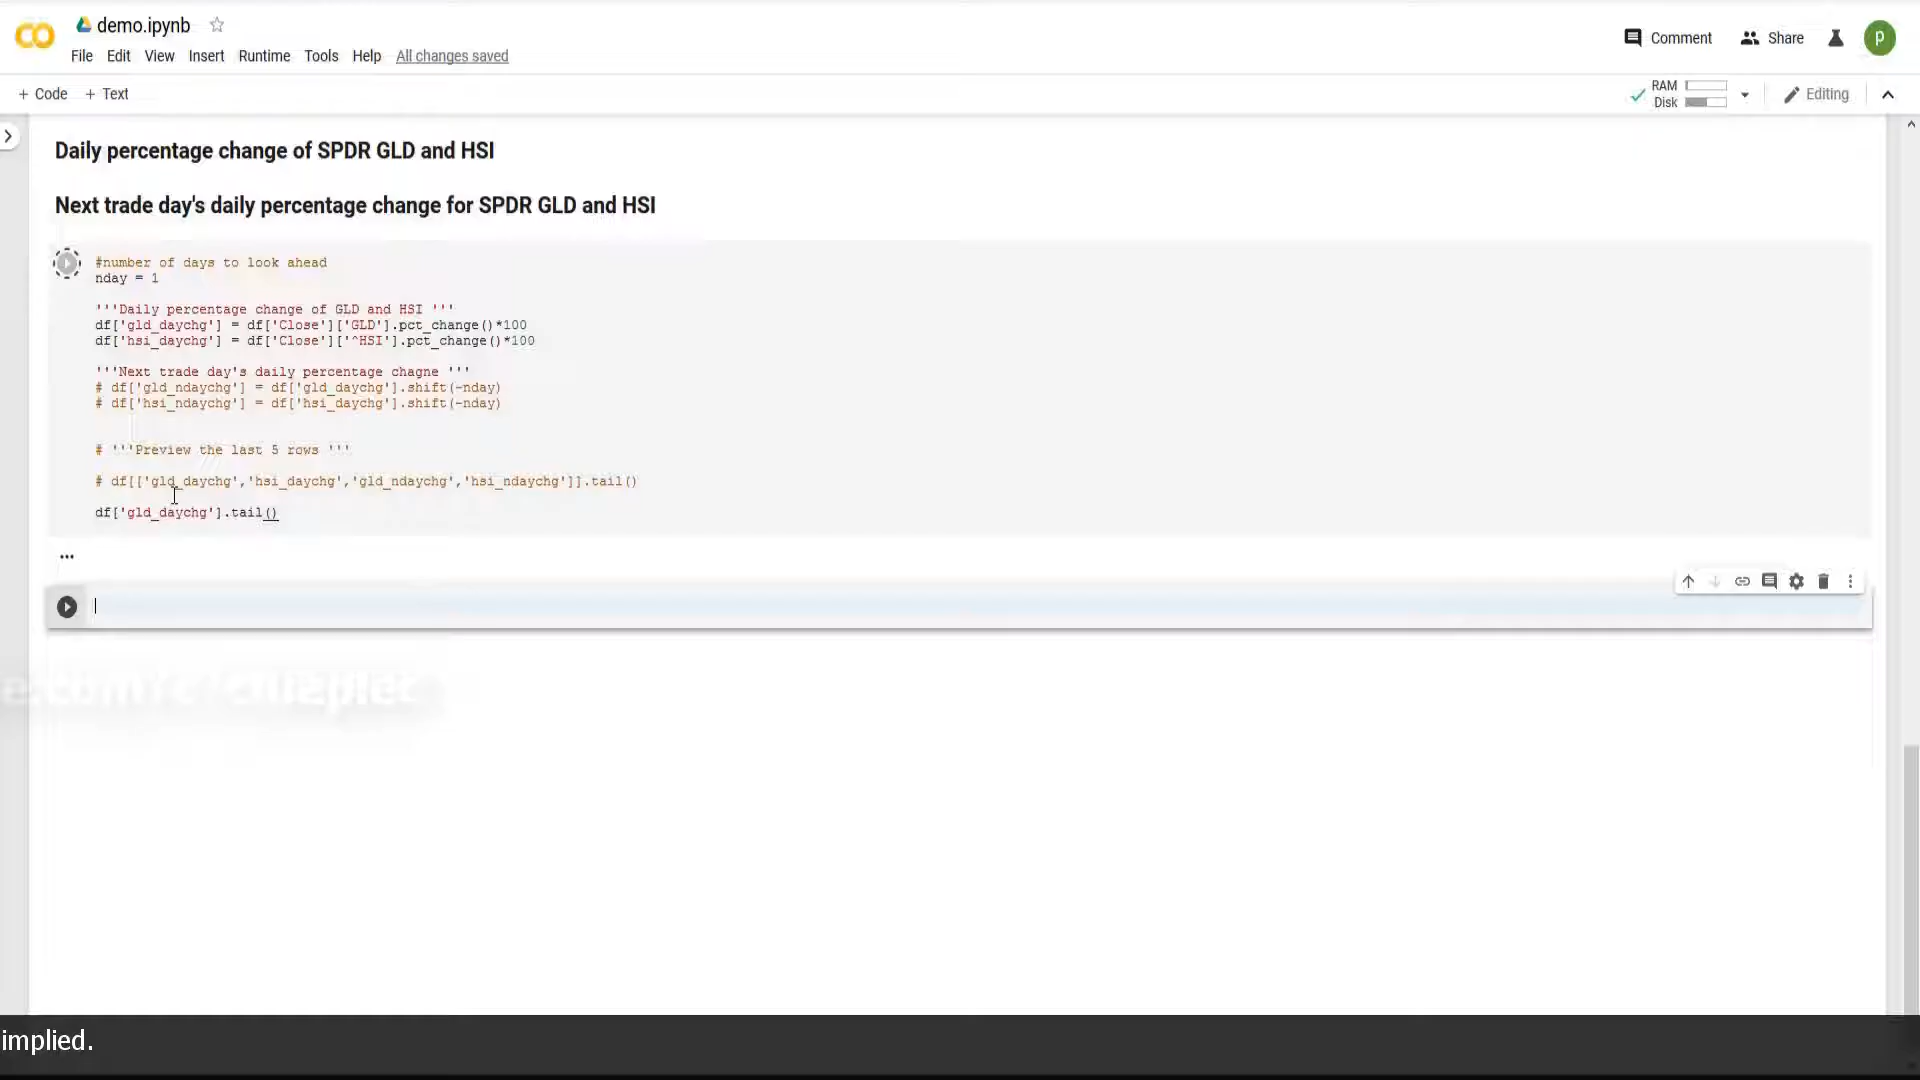 CO
demo.ipynb
File Edit View Insert Runtime Tools Help All changes saved
Comment Share p
+ Code + Text
RAM
Disk
Editing
Daily percentage change of SPDR GLD and HSI
Next trade day's daily percentage change for SPDR GLD and HSI
#number of days to look ahead
nday = 1
'''Daily percentage change of GLD and HSI '''
df['gld_daychg'] = df['Close']['GLD'].pct_change()*100
df['hsi_daychg'] = df['Close']['^HSI'].pct_change()*100
'''Next trade day's daily percentage chagne '''
# df['gld_ndaychg'] = df['gld_daychg'].shift(-nday)
# df['hsi_ndaychg'] = df['hsi_daychg'].shift(-nday)
# '''Preview the last 5 rows '''
# df[['gld_daychg','hsi_daychg','gld_ndaychg','hsi_ndaychg']].tail()
df['gld_daychg'].tail()
...
implied.